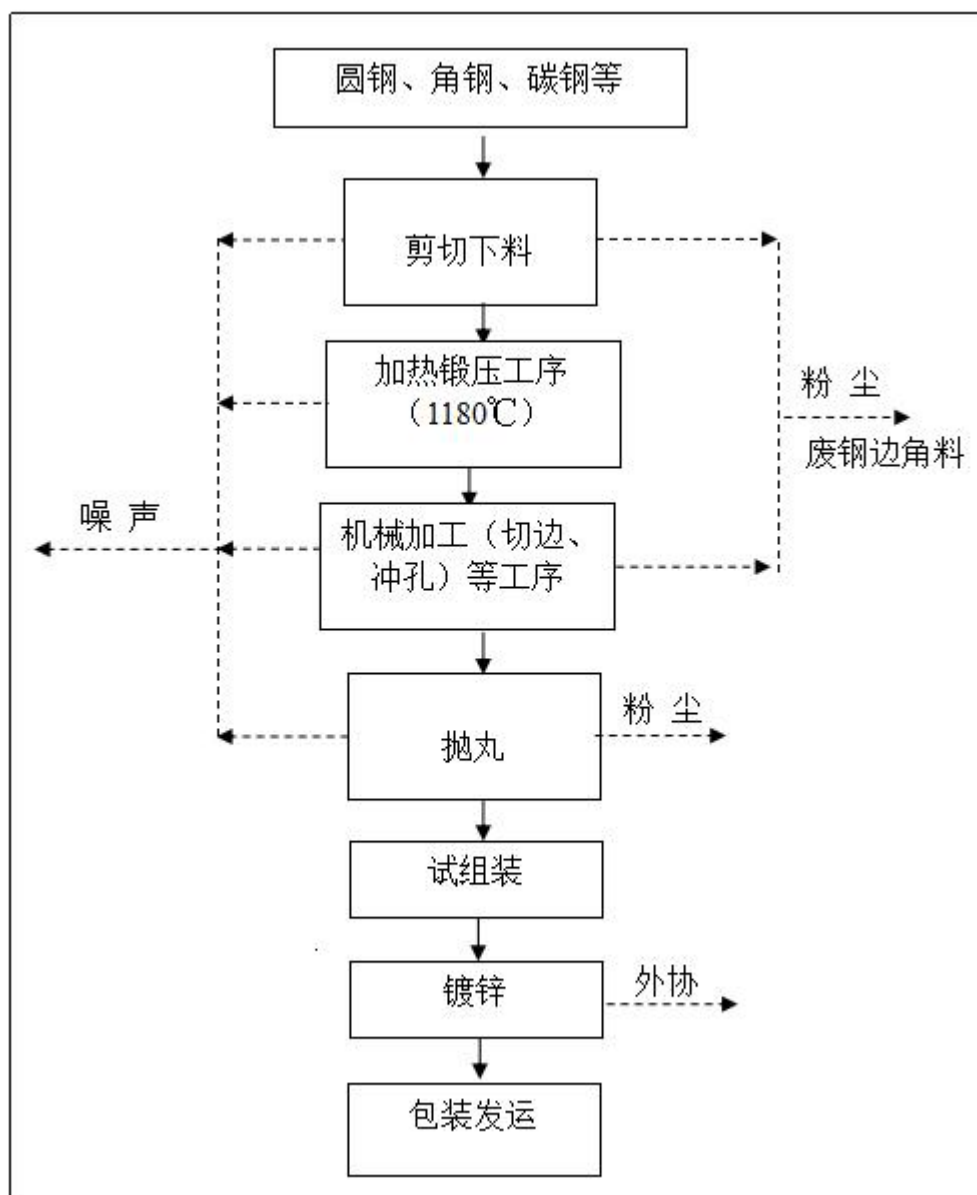 圆钢、角钢、碳钢等
剪切下料
加热锻压工序
（1180℃）
粉 尘
废钢边角料
噪 声
机械加工（切边、
冲孔）等工序
粉 尘
抛丸
试组装
镀锌
外协
包装发运